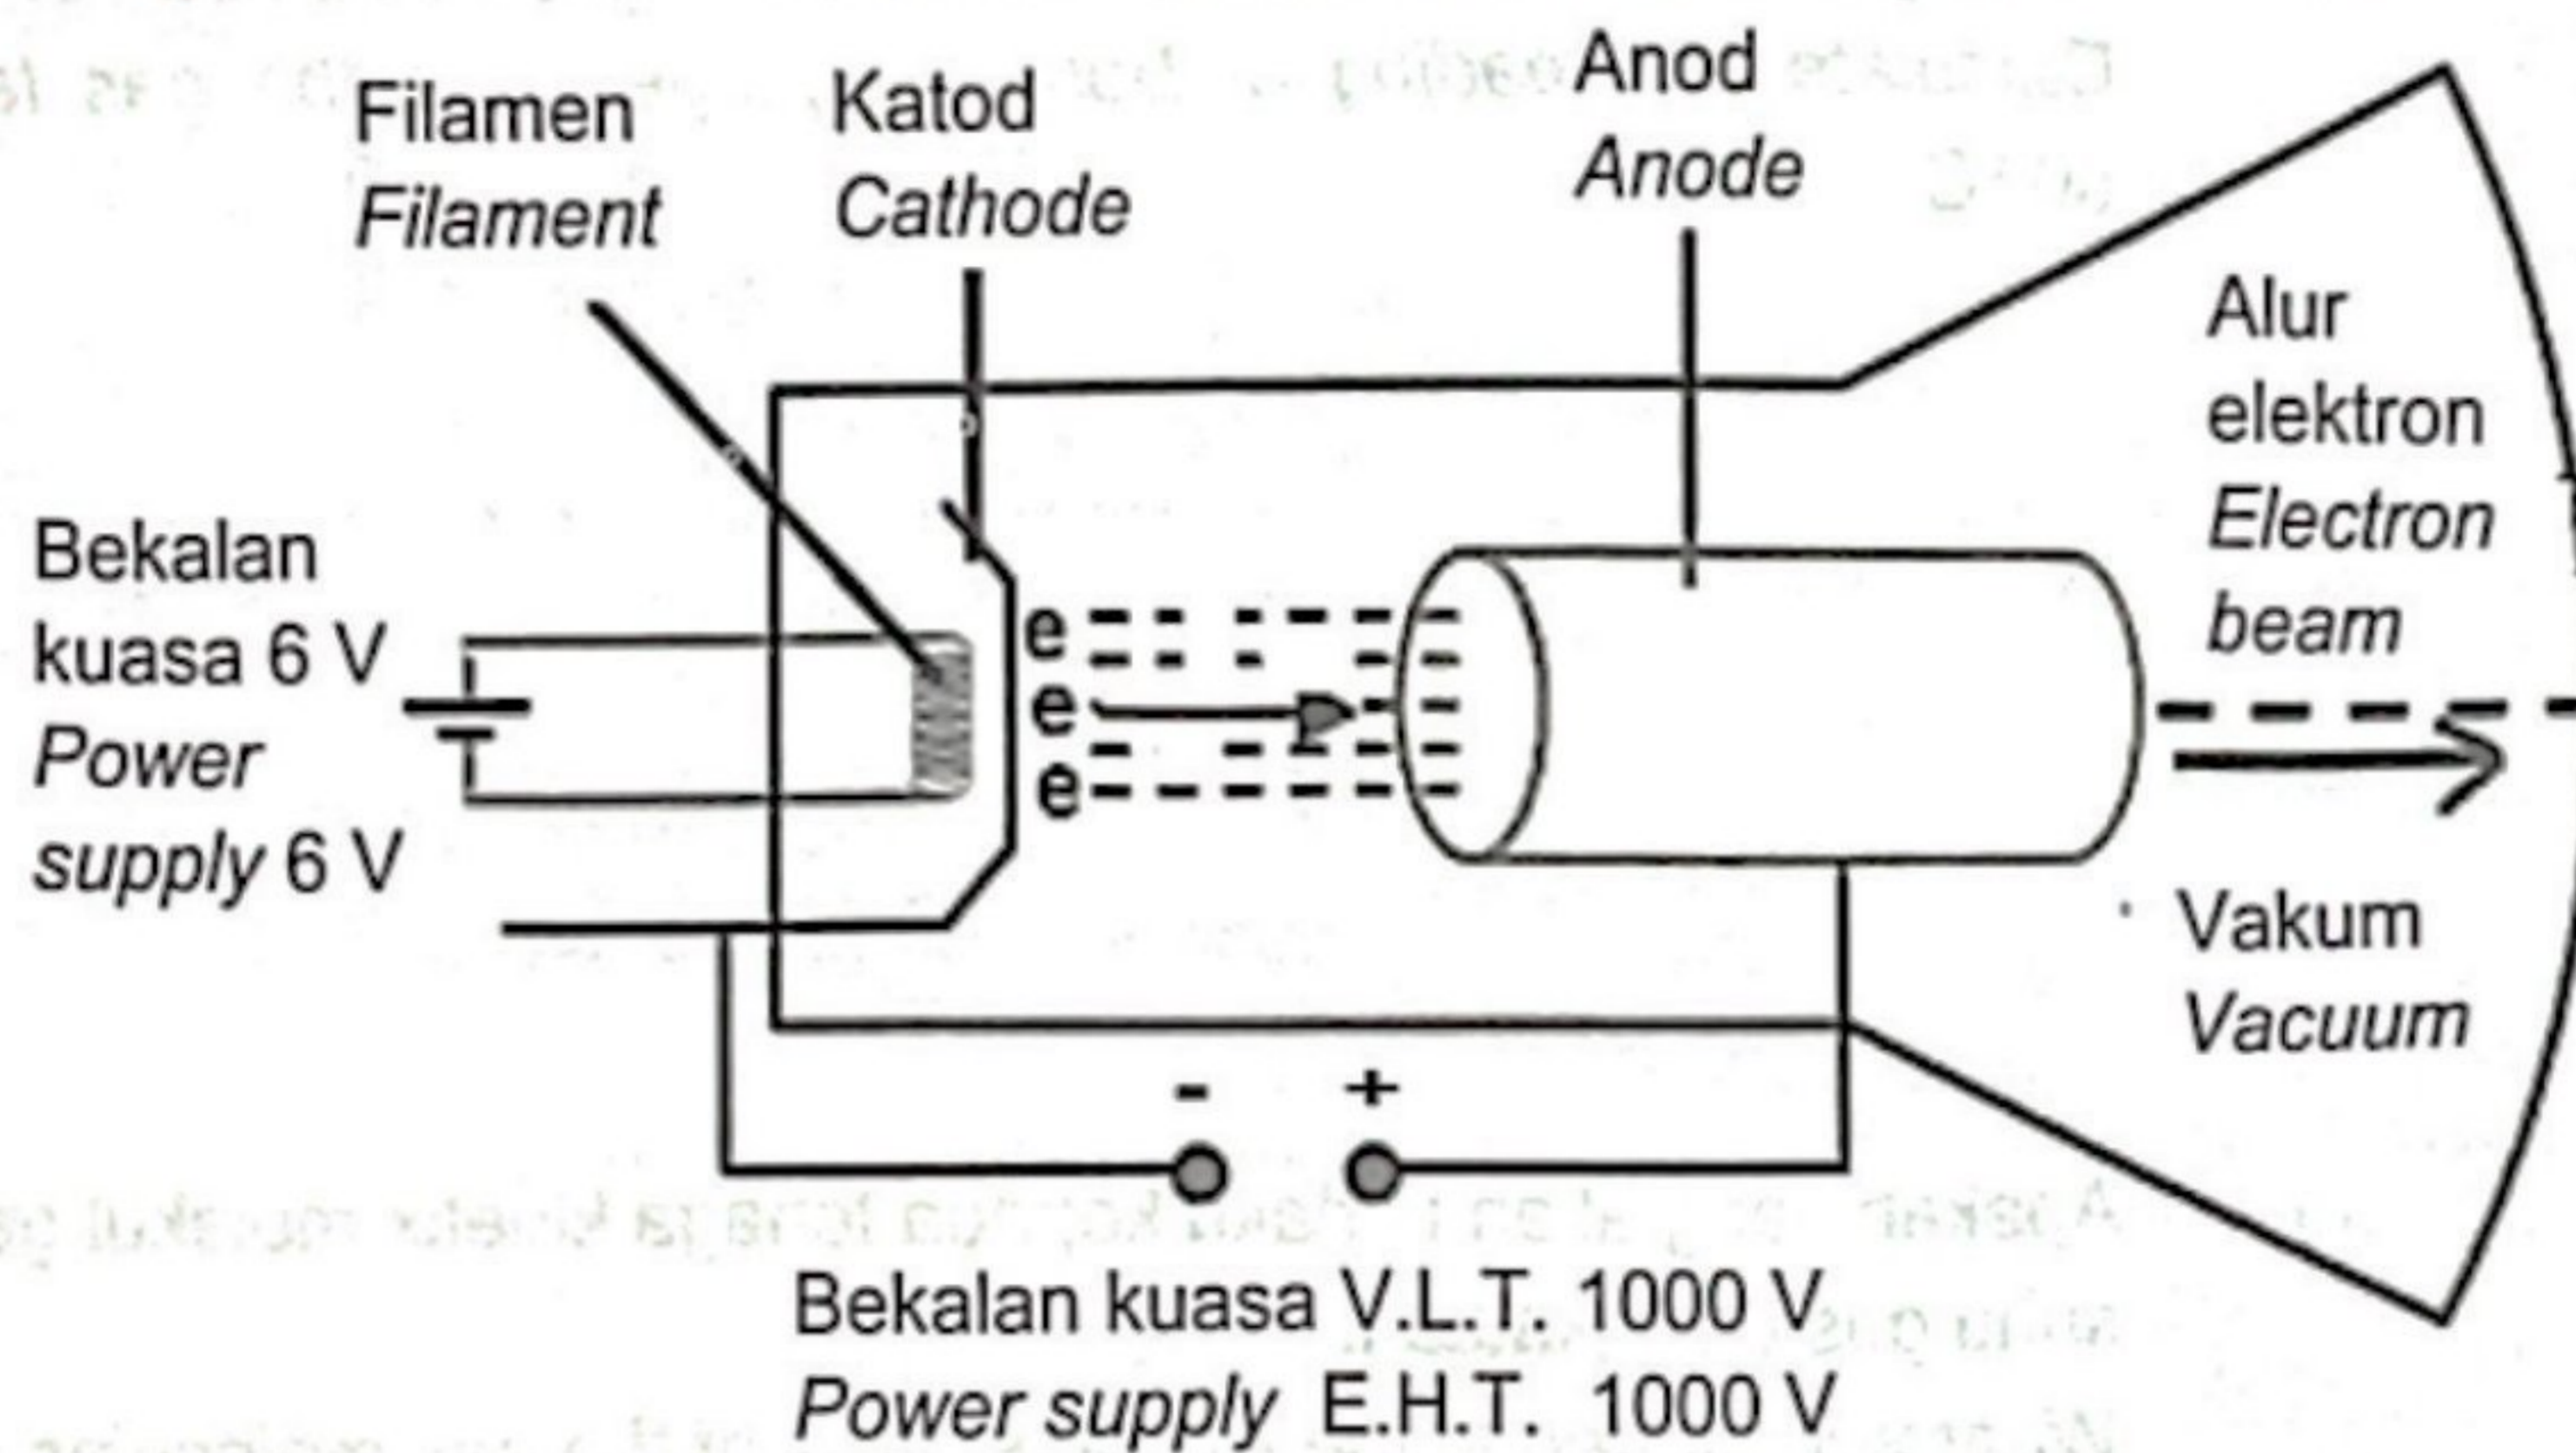 Filamen
Filament
Katod
Cathode
Anod
Anode
Bekalan
kuasa 6 V
Power
supply 6 V
e
e
e
Alur
elektron
Electron
beam
Vakum
Vacuum
- +
Bekalan kuasa V.L.T. 1000 V
Power supply E.H.T. 1000 V